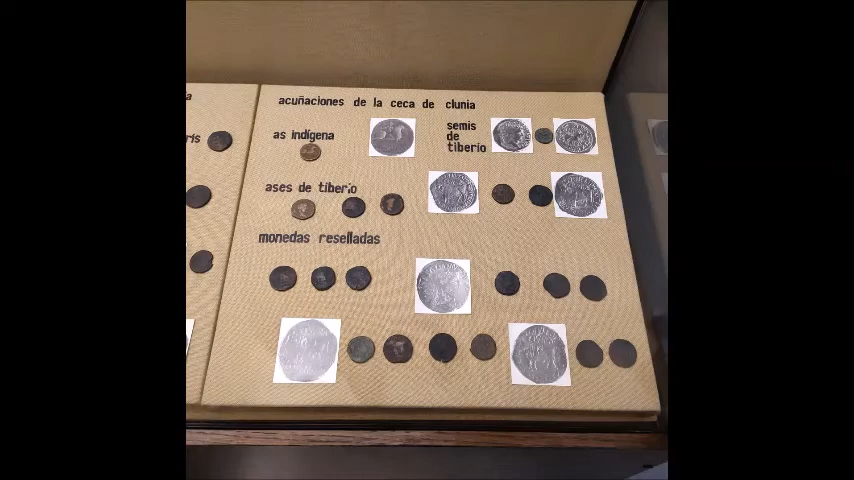 acuñaciones de la ceca de clunia
as indígena
semis
de
tiberio
ases de tiberio
monedas reselladas